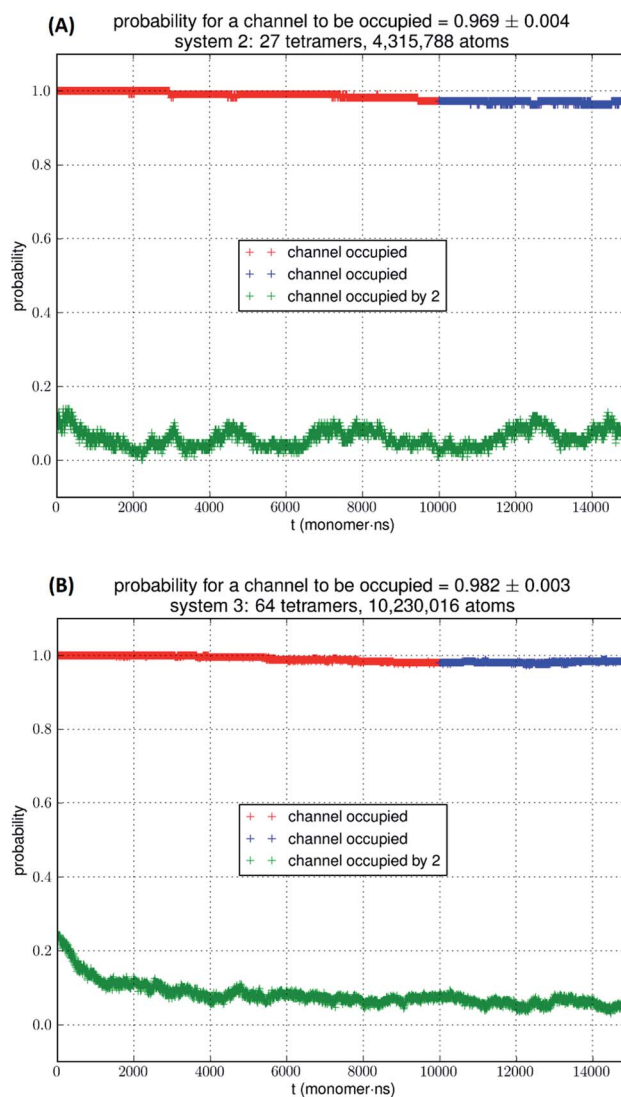 (A) probability for a channel to be occupied = 0.969 ± 0.004
system 2: 27 tetramers, 4,315,788 atoms
1.0
0.8
0.6
0.4
0.2
0.0
probability
channel occupied
channel occupied
channel occupied by 2
0 2000 4000 6000 8000 10000 12000 14000
t (monomer·ns)
(B) probability for a channel to be occupied = 0.982 ± 0.003
system 3: 64 tetramers, 10,230,016 atoms
1.0
0.8
0.6
0.4
0.2
0.0
probability
channel occupied
channel occupied
channel occupied by 2
0 2000 4000 6000 8000 10000 12000 14000
t (monomer·ns)